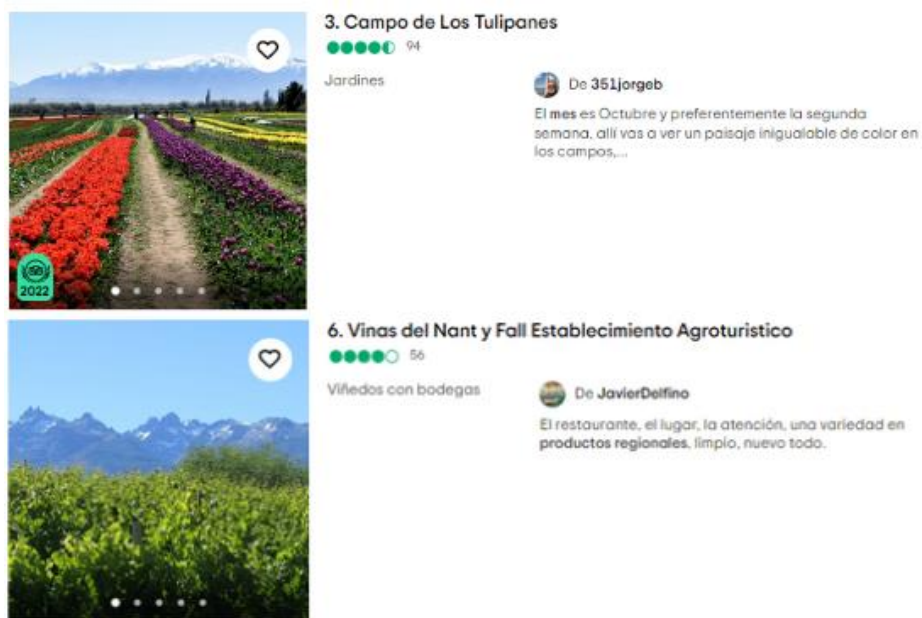 3. Campo de Los Tulipanes
94
Jardines
De 351jorgeb
El mes es Octubre y preferentemente la segunda
semana, allí vas a ver un paisaje inigualable de color en
los campos,...
2022
6. Vinas del Nant y Fall Establecimiento Agroturistico
56
Viñedos con bodegas
De JavierDelfino
El restaurante, el lugar, la atención, una variedad en
productos regionales, limpio, nuevo todo.